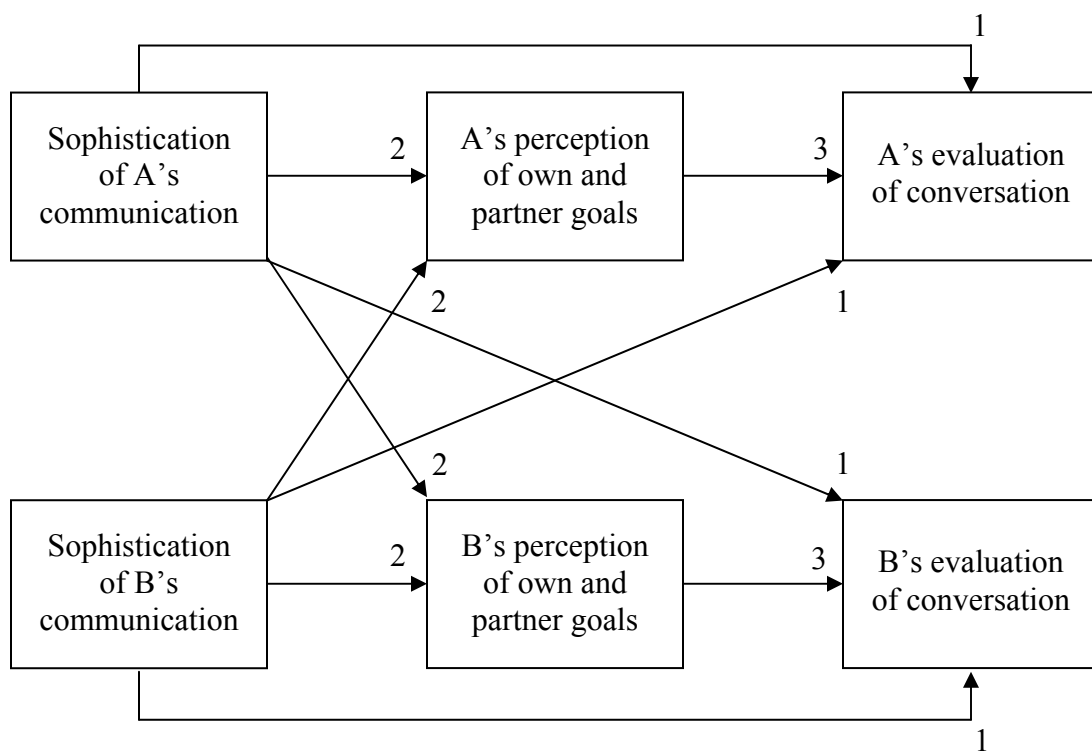 1
Sophistication
of A’s
communication
2
A’s perception
of own and
partner goals
3
A’s evaluation
of conversation
2
1
2
1
Sophistication
of B’s
communication
2
B’s perception
of own and
partner goals
3
B’s evaluation
of conversation
1